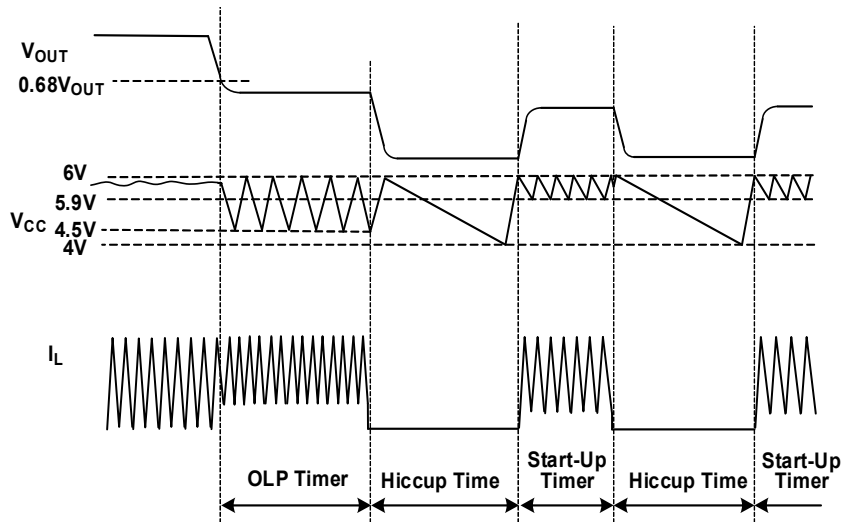 VOUT
0.68VOUT
6V
5.9V
VCC
4.5V
4V
IL
OLP Timer
Hiccup Time
Start-Up
Timer
Hiccup Time
Start-Up
Timer